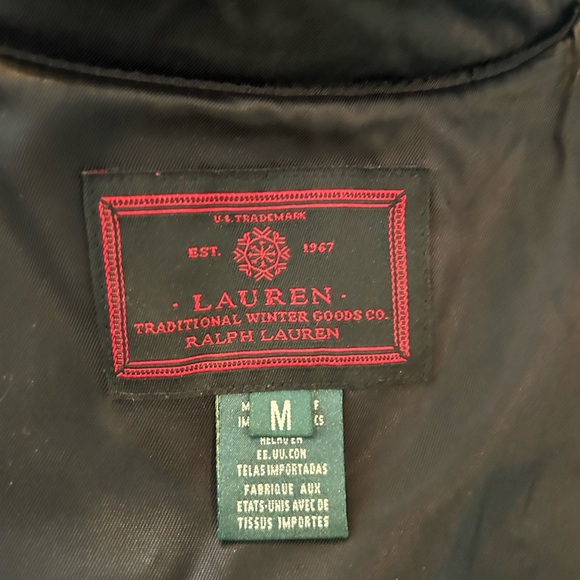 U.S. TRADEMARK
EST. 1967
· LAUREN ·
TRADITIONAL WINTER GOODS CO.
RALPH LAUREN
M
HECHO EN
EE.UU.CON
TELAS IMPORTADAS
FABRIQUE AUX
ETATS-UNIS AVEC DE
TISSUS IMPORTES